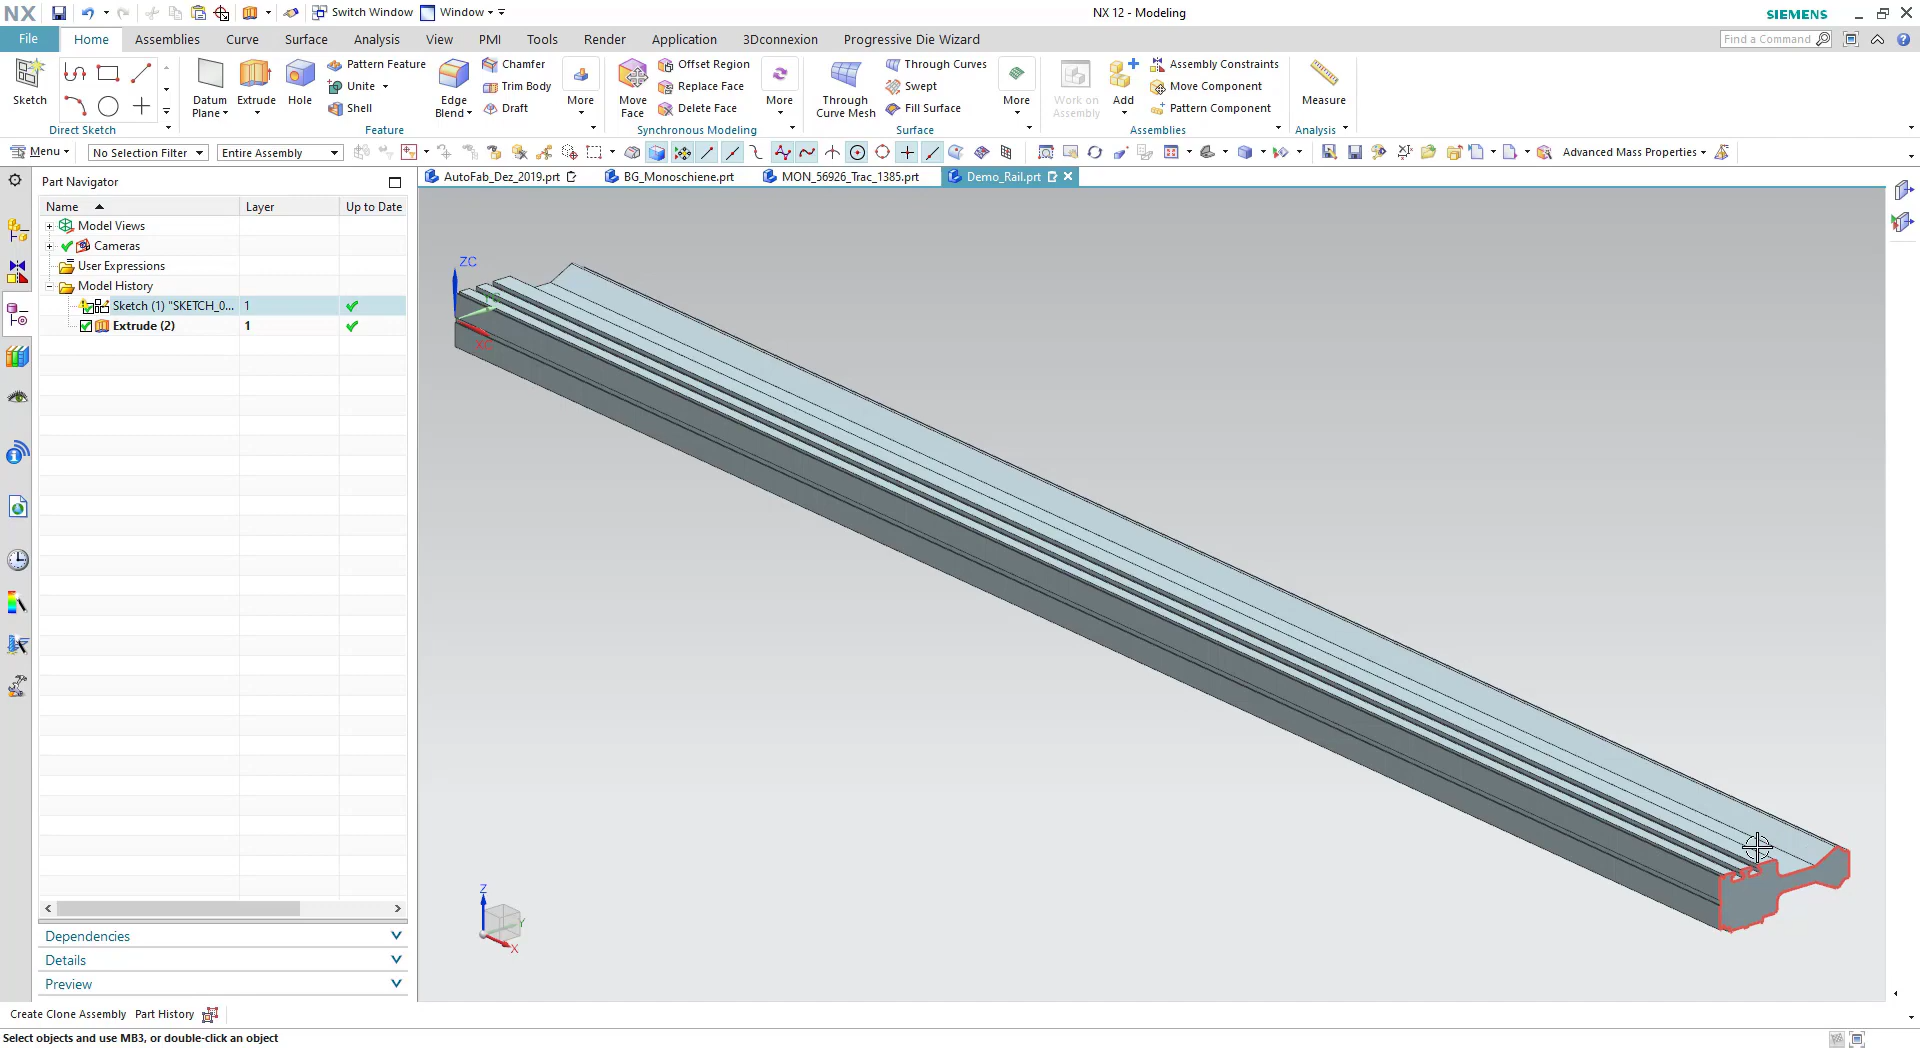 NX Switch Window Window NX 12 - Modeling SIEMENS
File Home Assemblies Curve Surface Analysis View PMI Tools Render Application 3Dconnexion Progressive Die Wizard Find a Command
Sketch
Direct Sketch
Datum Plane Extrude Hole
Pattern Feature
Unite
Shell
Edge Blend
Chamfer
Trim Body
Draft
More
Feature
Move Face
Offset Region
Replace Face
Delete Face
More
Synchronous Modeling
Through Curve Mesh
Through Curves
Swept
Fill Surface
More
Surface
Work on Assembly
Add
Assembly Constraints
Move Component
Pattern Component
Assemblies
Measure
Analysis
Menu No Selection Filter Entire Assembly Advanced Mass Properties
Part Navigator
AutoFab_Dez_2019.prt BG_Monoschiene.prt MON_56926_Trac_1385.prt Demo_Rail.prt
Name Layer Up to Date
Model Views
Cameras
User Expressions
Model History
Sketch (1) "SKETCH_0... 1
Extrude (2) 1
ZC
XC
Z
Y
X
Dependencies
Details
Preview
Create Clone Assembly Part History
Select objects and use MB3, or double-click an object